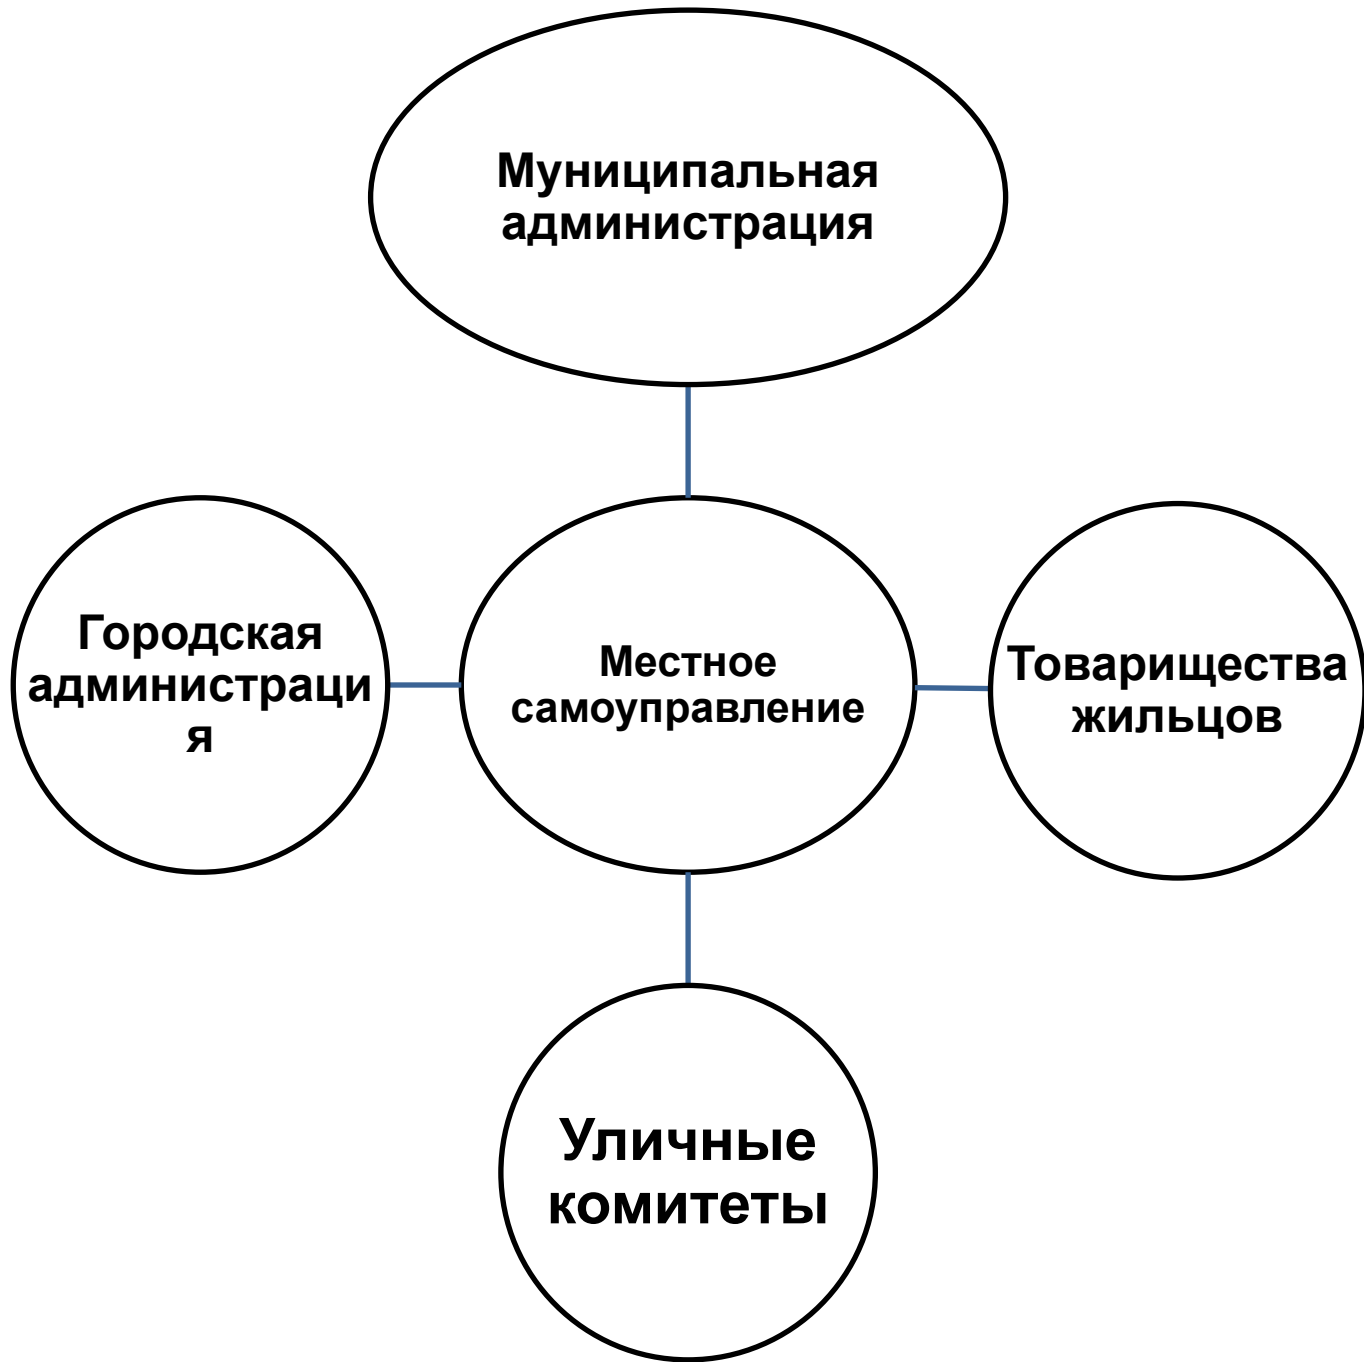 Муниципальная
администрация
Городская
администраци
я
Местное
самоуправление
Товарищества
жильцов
Уличные
комитеты